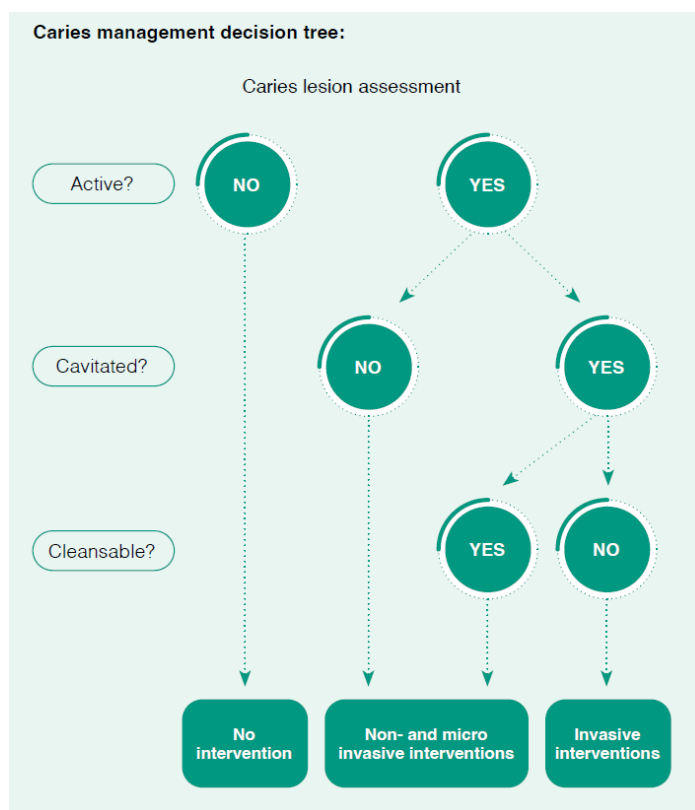 Caries management decision tree:
Caries lesion assessment
Active?
NO
YES
Cavitated?
NO
YES
Cleansable?
YES
NO
No
intervention
Non- and micro
invasive interventions
Invasive
interventions